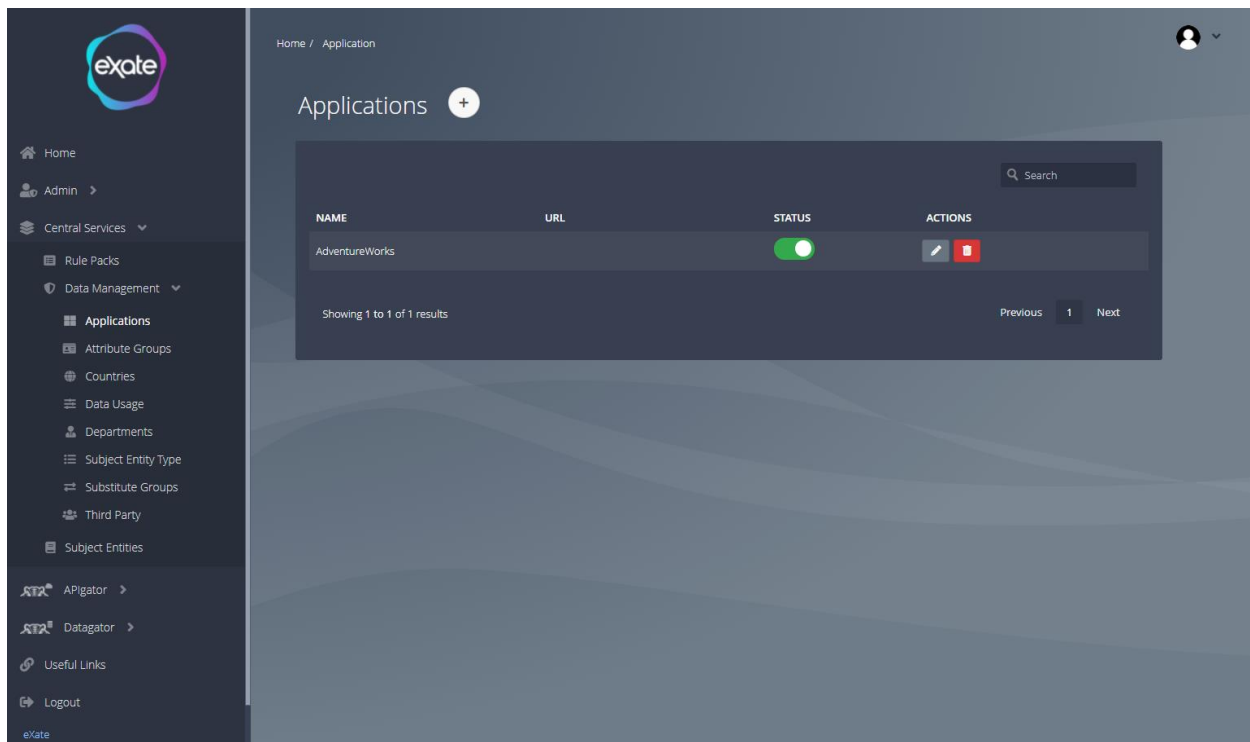 eXate
Home / Application
Applications +
Home
Admin
Central Services
Rule Packs
Data Management
Applications
Attribute Groups
Countries
Data Usage
Departments
Subject Entity Type
Substitute Groups
Third Party
Subject Entities
APIgator
Datagator
Useful Links
Logout
eXate
Search
NAME URL STATUS ACTIONS
AdventureWorks
Showing 1 to 1 of 1 results
Previous 1 Next